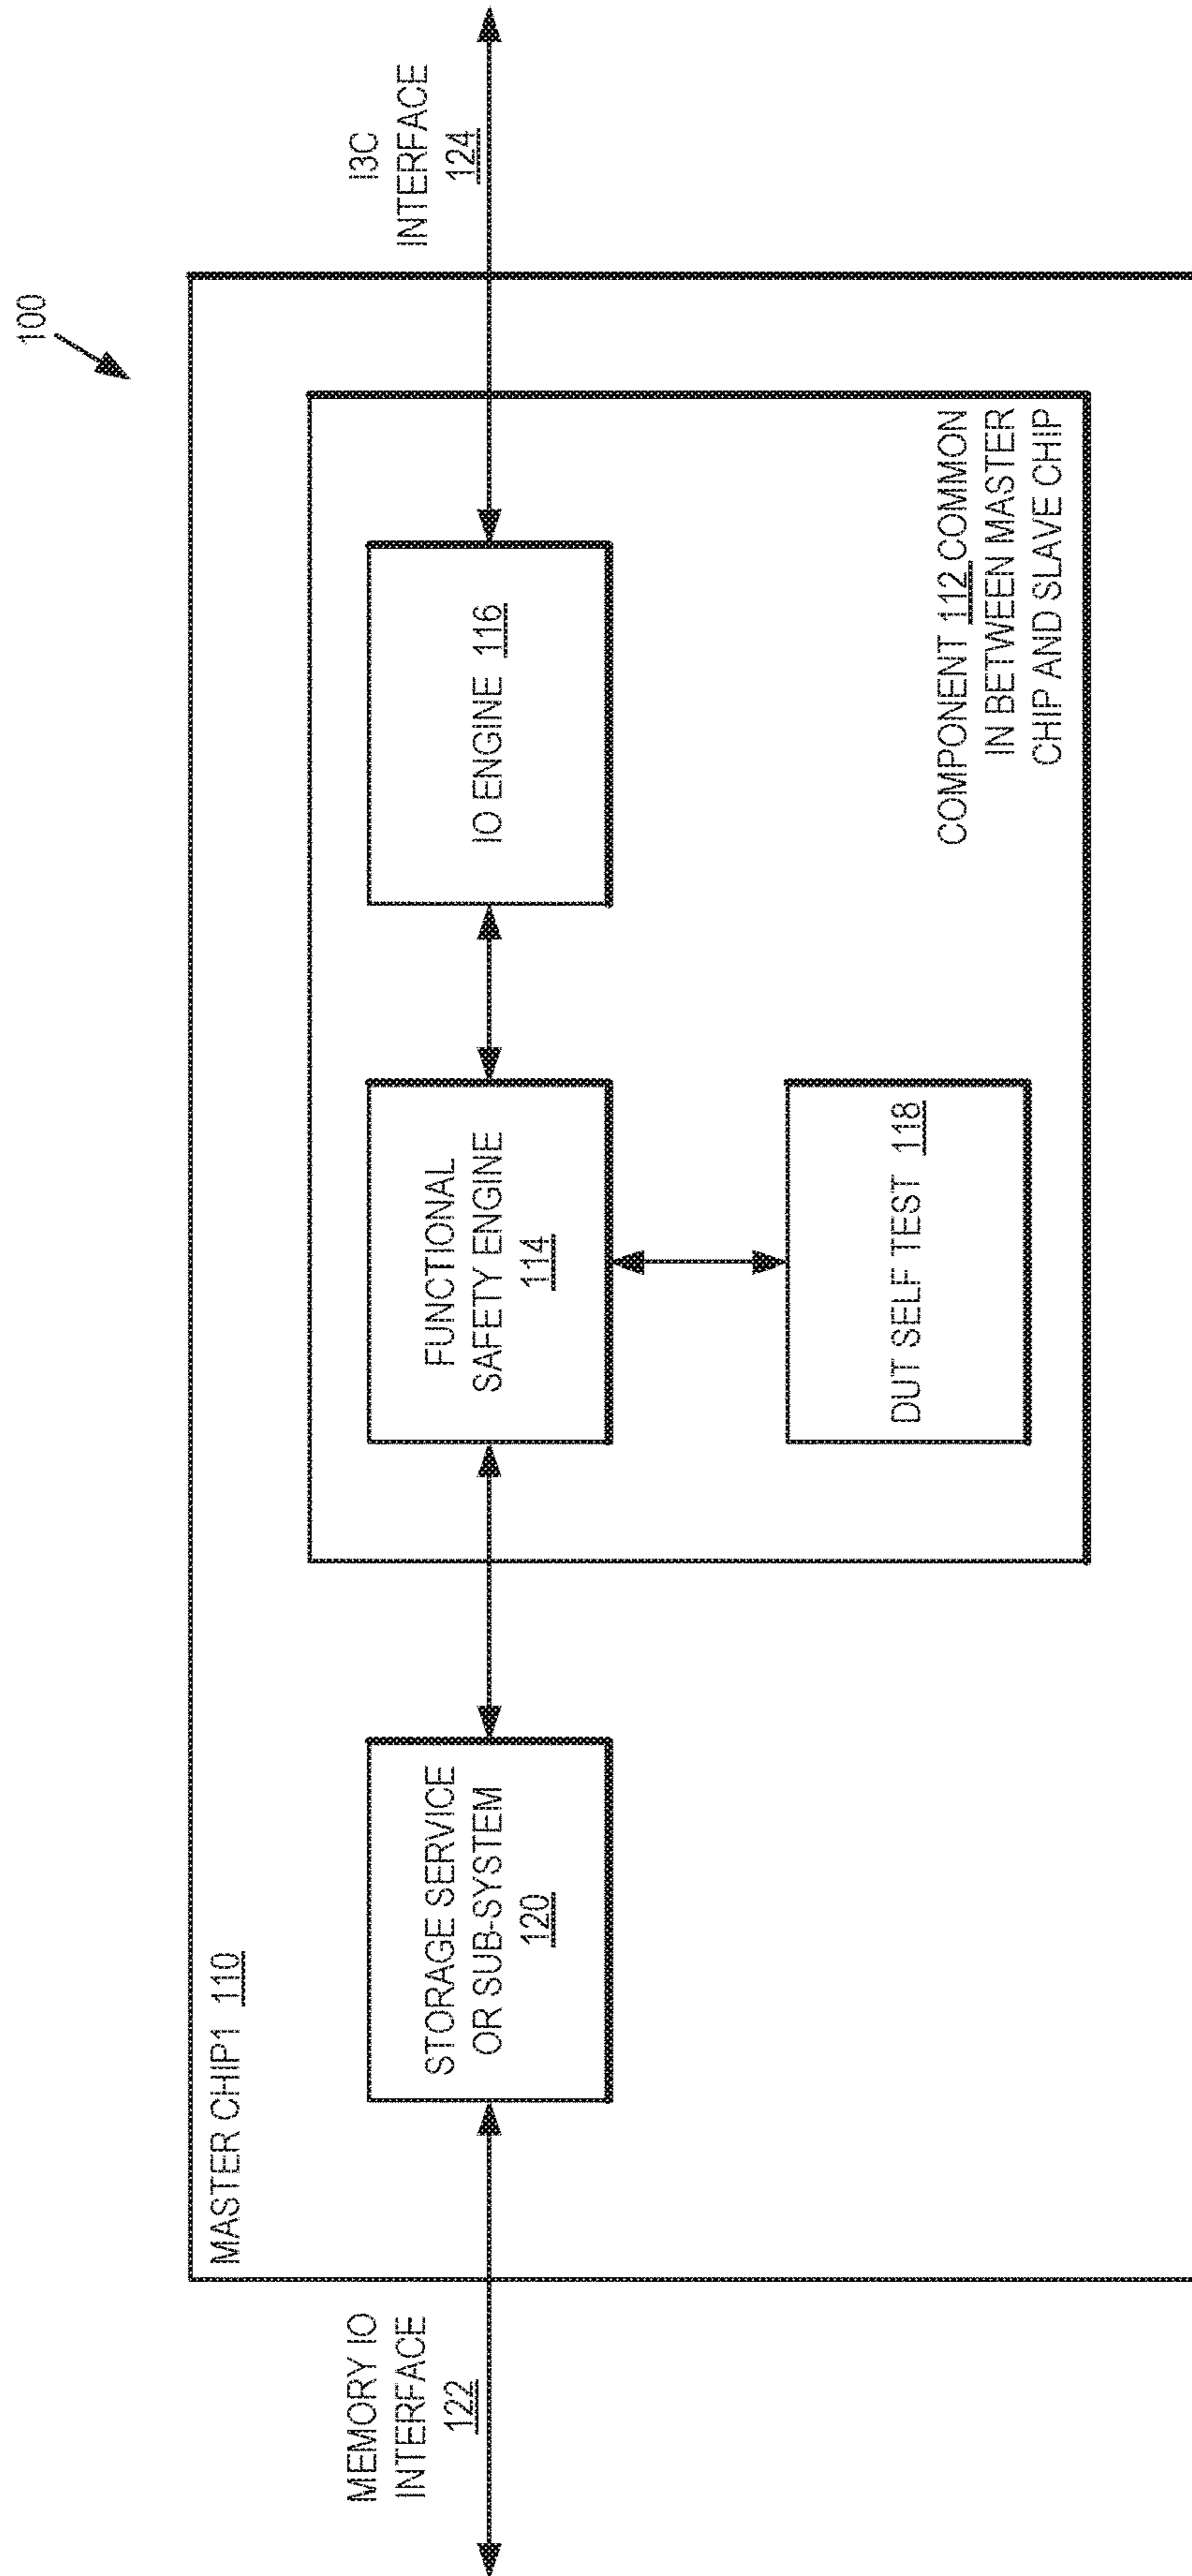 100
MASTER CHIP1 110
MEMORY IO
INTERFACE
122
STORAGE SERVICE
OR SUB-SYSTEM
120
FUNCTIONAL
SAFETY ENGINE
114
IO ENGINE 116
I3C
INTERFACE
124
DUT SELF TEST 118
COMPONENT 112 COMMON
IN BETWEEN MASTER
CHIP AND SLAVE CHIP